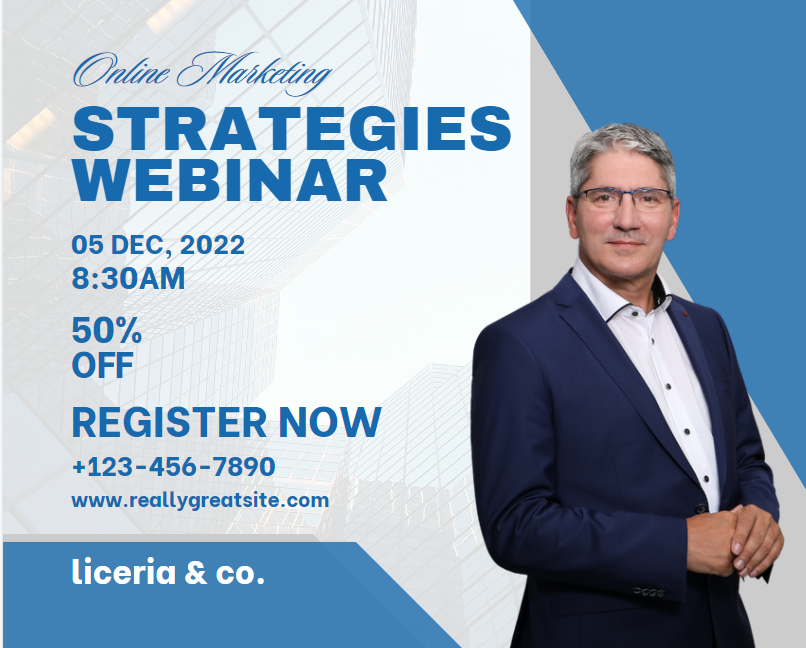 Online Marketing
STRATEGIES
WEBINAR
05 DEC, 2022
8:30AM
50%
OFF
REGISTER NOW
+123-456-7890
www.reallygreatsite.com
liceria & co.